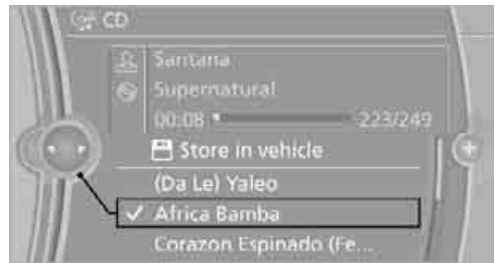 CD
Santana
Supernatural
00:08 223/249
Store in vehicle
(Da Le) Yaleo
Africa Bamba
Corazon Espinado (Fe...